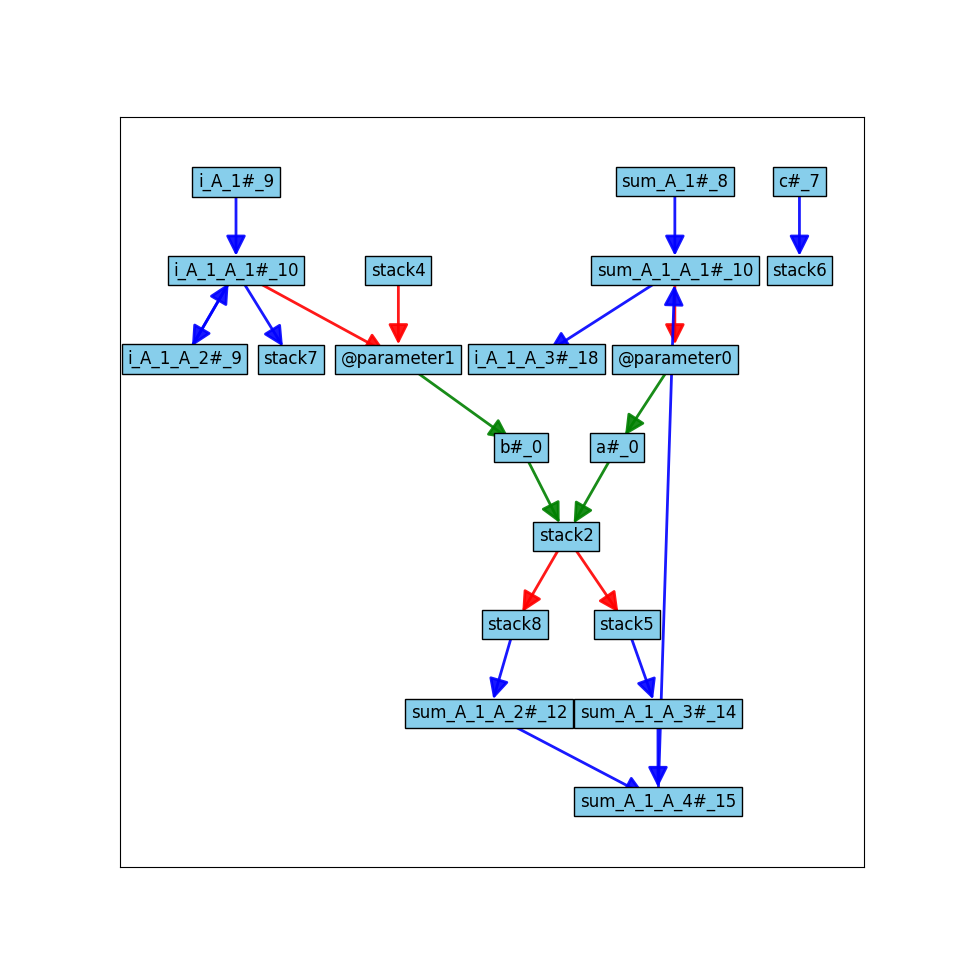 i_A_1#_9
sum_A_1#_8
c#_7
i_A_1_A_1#_10
stack4
sum_A_1_A_1#_10
stack6
i_A_1_A_2#_9
stack7
@parameter1
i_A_1_A_3#_18
@parameter0
b#_0
a#_0
stack2
stack8
stack5
sum_A_1_A_2#_12
sum_A_1_A_3#_14
sum_A_1_A_4#_15